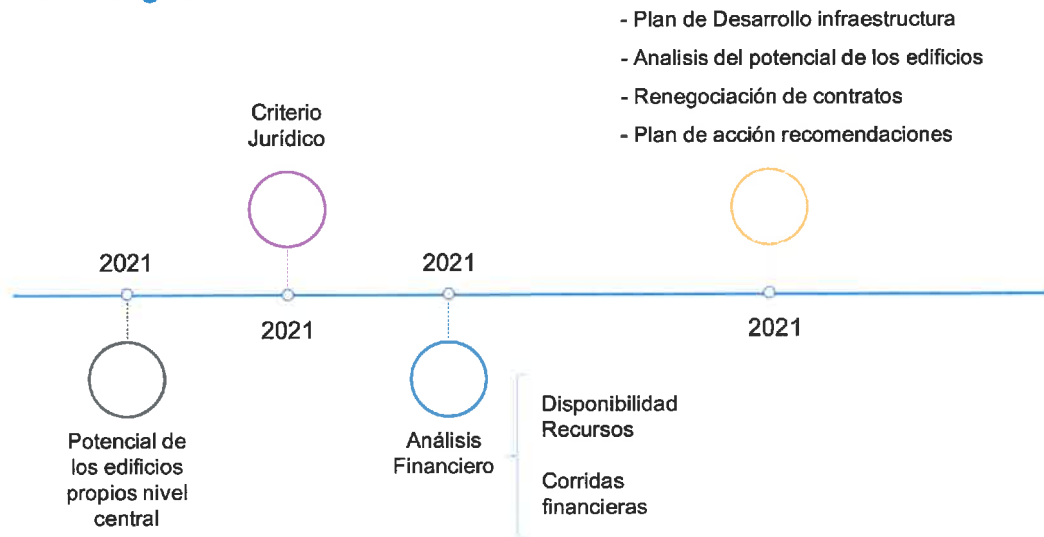 - Plan de Desarrollo infraestructura
- Analisis del potencial de los edificios
- Renegociación de contratos
- Plan de acción recomendaciones
Criterio
Jurídico
2021
2021
2021
2021
Potencial de
los edificios
propios nivel
central
Análisis
Financiero
Disponibilidad
Recursos
Corridas
financieras